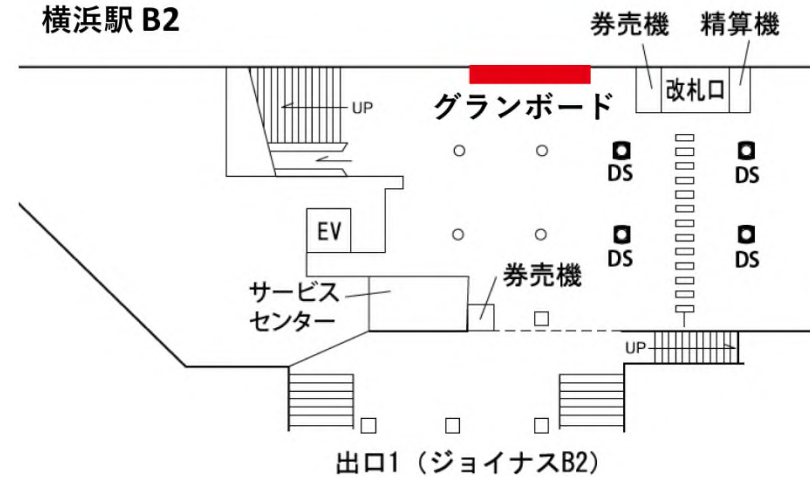 横浜駅 B2
券売機
精算機
改札口
グランボード
UP
DS
DS
EV
DS
DS
券売機
サービス
センター
UP
出口1（ジョイナスB2）